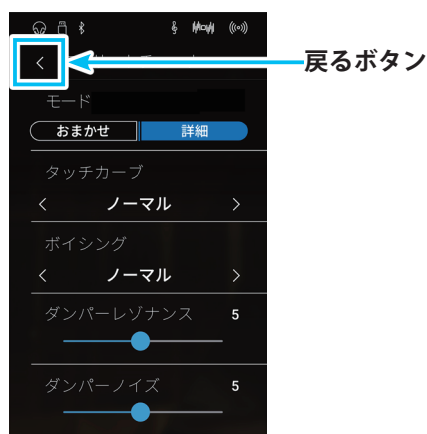 戻るボタン
モード
おまかせ 詳細
タッチカーブ
< ノーマル >
ボイシング
< ノーマル >
ダンパーレゾナンス 5
ダンパーノイズ 5